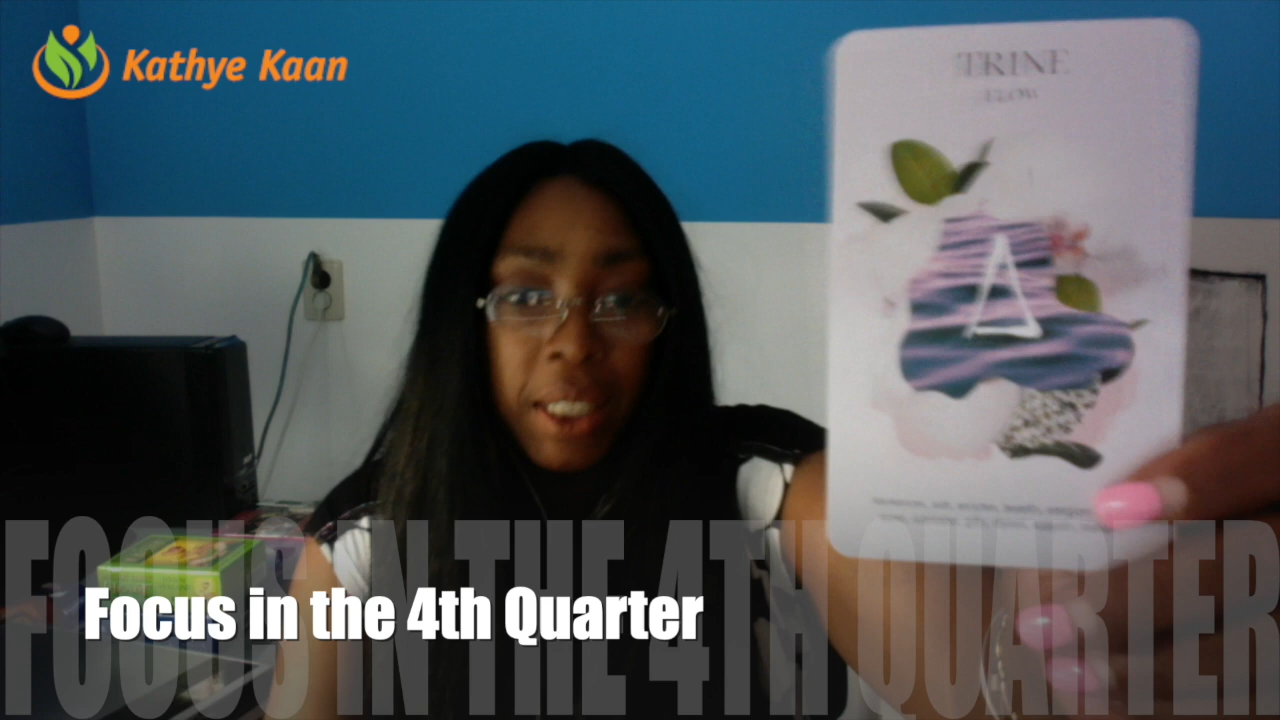 Kathye Kaan
TRINE
FLOW
FOCUS IN THE 4TH QUARTER
Focus in the 4th Quarter